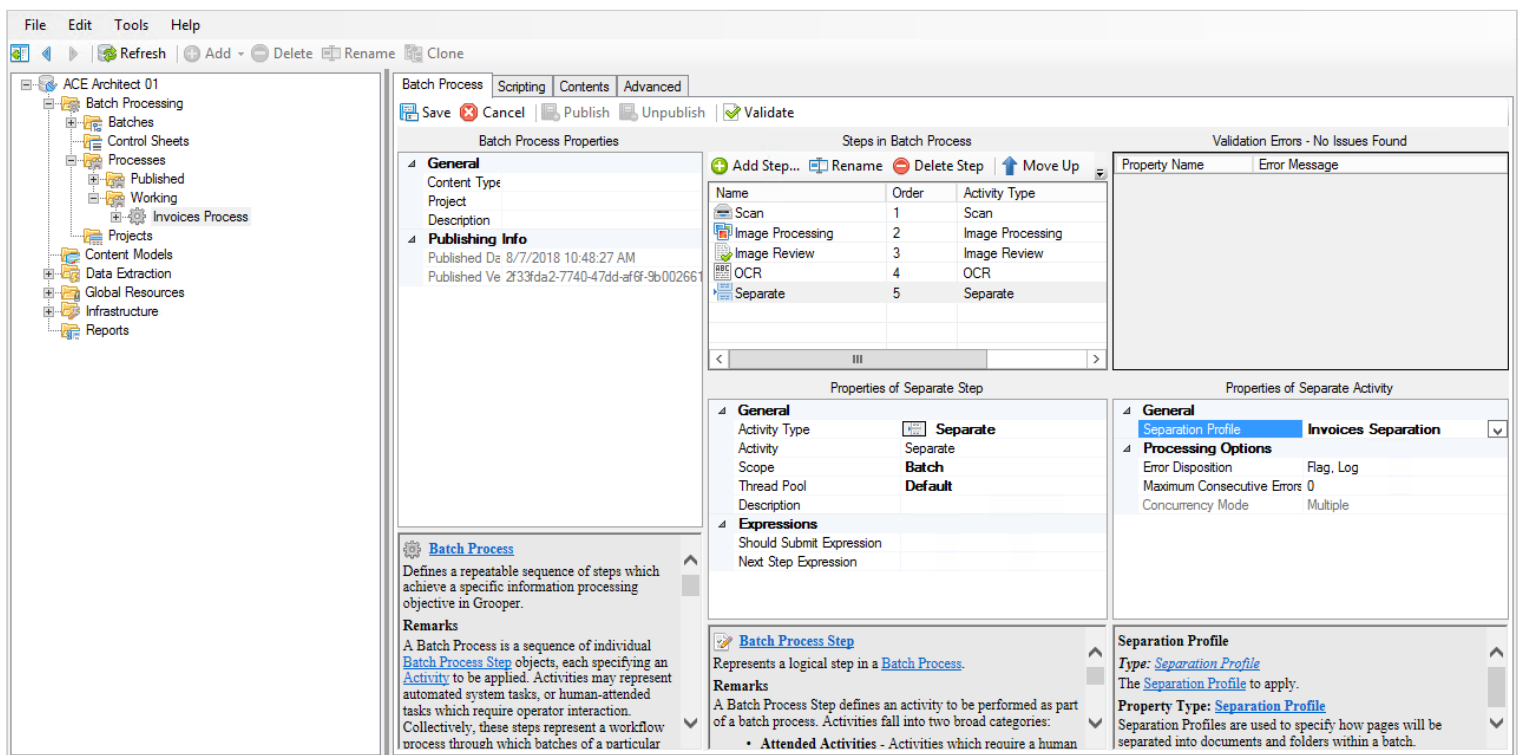 File Edit Tools Help
Refresh Add Delete Rename Clone
ACE Architect 01
Batch Processing
Batches
Control Sheets
Processes
Published
Working
Invoices Process
Projects
Content Models
Data Extraction
Global Resources
Infrastructure
Reports
Batch Process Scripting Contents Advanced
Save Cancel Publish Unpublish Validate
Batch Process Properties
General
Content Type
Project
Description
Publishing Info
Published Da 8/7/2018 10:48:27 AM
Published Ve 2f33fda2-7740-47dd-af6f-9b002661
Batch Process
Defines a repeatable sequence of steps which
achieve a specific information processing
objective in Grooper.
Remarks
A Batch Process is a sequence of individual
Batch Process Step objects, each specifying an
Activity to be applied. Activities may represent
automated system tasks, or human-attended
tasks which require operator interaction.
Collectively, these steps represent a workflow
process through which batches of a particular
Steps in Batch Process
Add Step... Rename Delete Step Move Up
Name Order Activity Type
Scan 1 Scan
Image Processing 2 Image Processing
Image Review 3 Image Review
OCR 4 OCR
Separate 5 Separate
Properties of Separate Step
General
Activity Type Separate
Activity Separate
Scope Batch
Thread Pool Default
Description
Expressions
Should Submit Expression
Next Step Expression
Batch Process Step
Represents a logical step in a Batch Process.
Remarks
A Batch Process Step defines an activity to be performed as part
of a batch process. Activities fall into two broad categories:
• Attended Activities - Activities which require a human
Validation Errors - No Issues Found
Property Name Error Message
Properties of Separate Activity
General
Separation Profile Invoices Separation
Processing Options
Error Disposition Flag, Log
Maximum Consecutive Errors 0
Concurrency Mode Multiple
Separation Profile
Type: Separation Profile
The Separation Profile to apply.
Property Type: Separation Profile
Separation Profiles are used to specify how pages will be
separated into documents and folders within a batch.